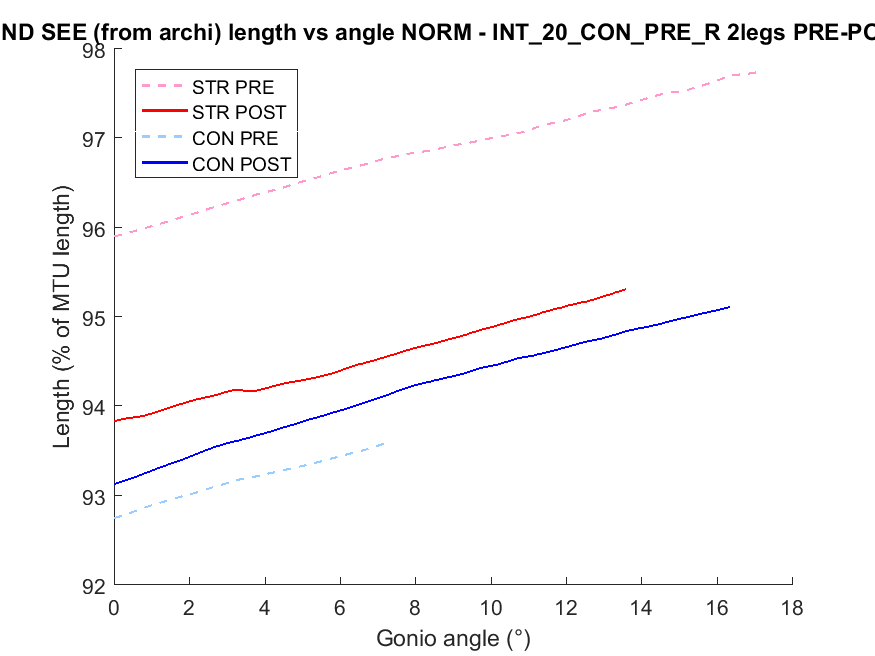 ND SEE (from archi) length vs angle NORM - INT_20_CON_PRE_R 2legs PRE-PO
98
97
96
95
94
93
92
Length (% of MTU length)
STR PRE
STR POST
CON PRE
CON POST
0 2 4 6 8 10 12 14 16 18
Gonio angle (°)